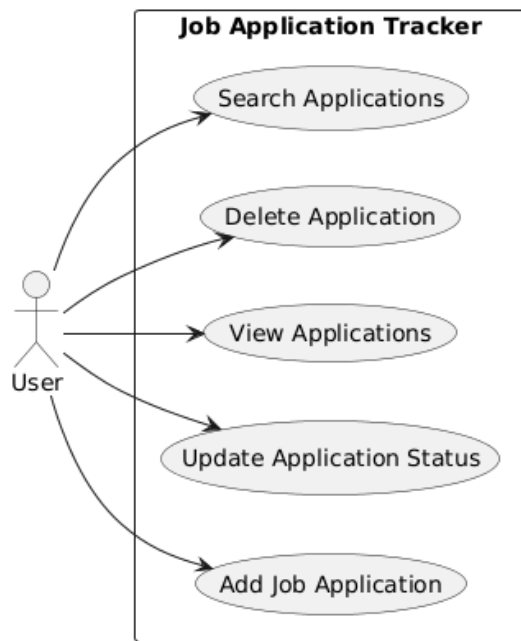 Job Application Tracker
Search Applications
Delete Application
View Applications
User
Update Application Status
Add Job Application